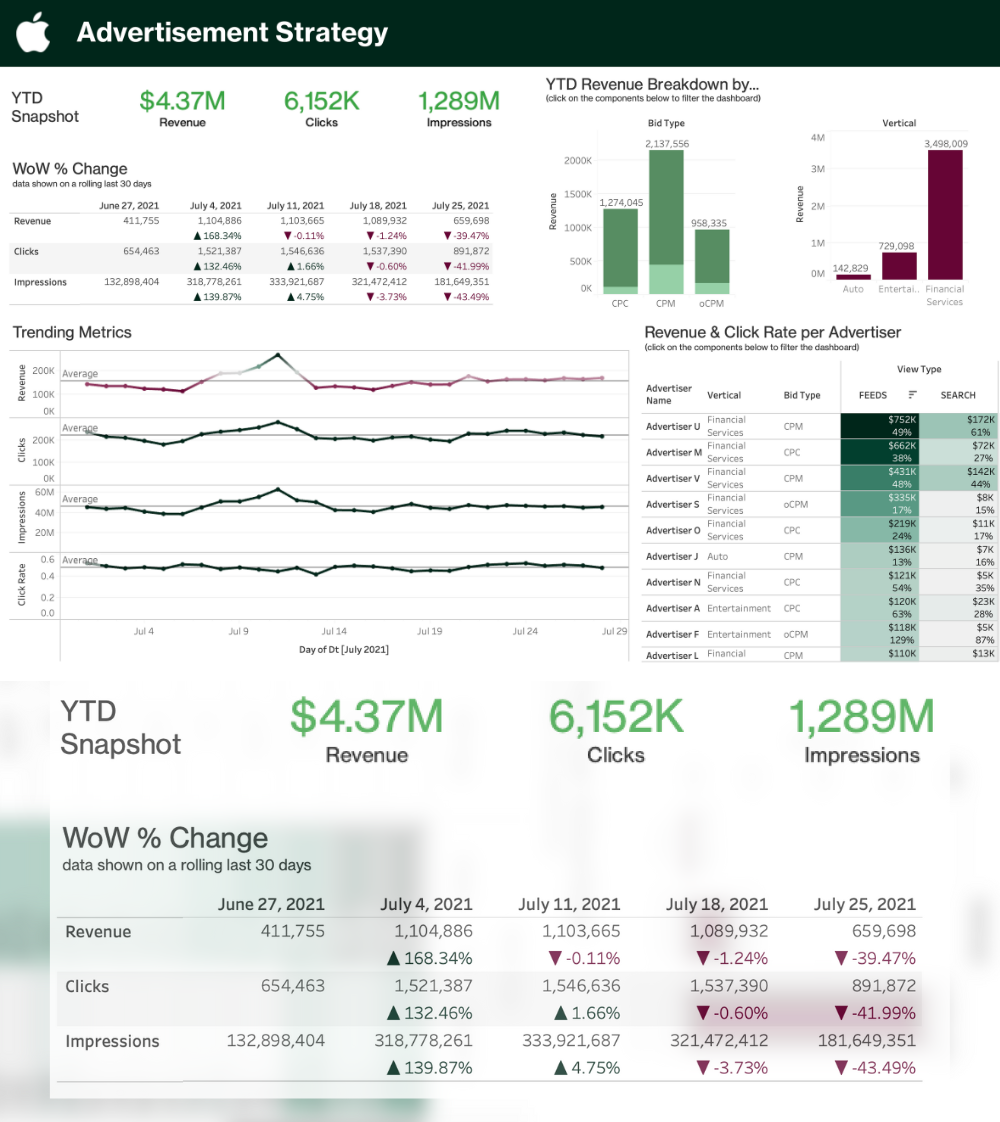 Advertisement Strategy
YTD
Snapshot
$4.37M
Revenue
6,152K
Clicks
1,289M
Impressions
WoW % Change
data shown on a rolling last 30 days
June 27, 2021 July 4, 2021 July 11, 2021 July 18, 2021 July 25, 2021
Revenue 411,755 1,104,886 1,103,665 1,089,932 659,698
▲ 168.34% ▼ -0.11% ▼ -1.24% ▼ -39.47%
Clicks 654,463 1,521,387 1,546,636 1,537,390 891,872
▲ 132.46% ▲ 1.66% ▼ -0.60% ▼ -41.99%
Impressions 132,898,404 318,778,261 333,921,687 321,472,412 181,649,351
▲ 139.87% ▲ 4.75% ▼ -3.73% ▼ -43.49%
YTD Revenue Breakdown by...
(click on the components below to filter the dashboard)
Bid Type
Revenue
2000K
1500K
1000K
500K
0K
1,274,045
2,137,556
958,335
CPC CPM oCPM
Vertical
Revenue
4M
3M
2M
1M
0M
142,829
729,098
3,498,009
Auto Entertai.. Financial
Services
Trending Metrics
Revenue
200K
100K
0K
Average
Clicks
200K
100K
0K
Average
Impressions
60M
40M
20M
Average
Click Rate
0.6
0.4
0.2
0.0
Average
Jul 4 Jul 9 Jul 14 Jul 19 Jul 24 Jul 29
Day of Dt [July 2021]
Revenue & Click Rate per Advertiser
(click on the components below to filter the dashboard)
View Type
Advertiser
Name
Vertical Bid Type FEEDS SEARCH
Advertiser U Financial Services CPM $752K $172K
49% 61%
Advertiser M Financial Services CPC $662K $72K
38% 27%
Advertiser V Financial Services CPM $431K $142K
48% 44%
Advertiser S Financial Services oCPM $335K $8K
17% 15%
Advertiser O Financial Services CPC $219K $11K
24% 17%
Advertiser J Auto CPM $136K $7K
13% 16%
Advertiser N Financial Services CPC $121K $5K
54% 35%
Advertiser A Entertainment CPC $120K $23K
63% 28%
Advertiser F Entertainment oCPM $118K $5K
129% 87%
Advertiser L Financial CPM $110K $13K
YTD
Snapshot
$4.37M
Revenue
6,152K
Clicks
1,289M
Impressions
WoW % Change
data shown on a rolling last 30 days
June 27, 2021 July 4, 2021 July 11, 2021 July 18, 2021 July 25, 2021
Revenue 411,755 1,104,886 1,103,665 1,089,932 659,698
▲ 168.34% ▼ -0.11% ▼ -1.24% ▼ -39.47%
Clicks 654,463 1,521,387 1,546,636 1,537,390 891,872
▲ 132.46% ▲ 1.66% ▼ -0.60% ▼ -41.99%
Impressions 132,898,404 318,778,261 333,921,687 321,472,412 181,649,351
▲ 139.87% ▲ 4.75% ▼ -3.73% ▼ -43.49%